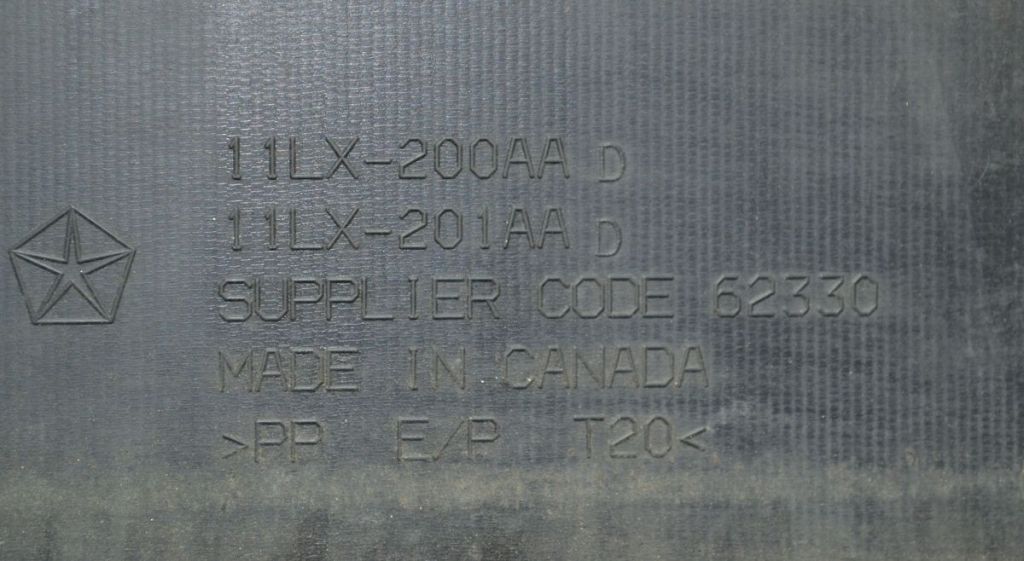 11LX-200AA D
11LX-201AA D
SUPPLIER CODE 62330
MADE IN CANADA
>PP E/P T20<